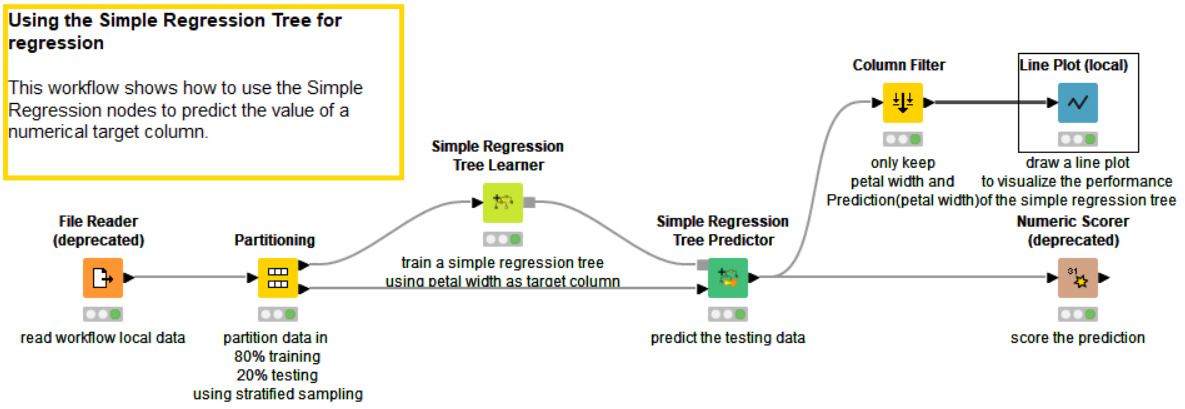 Using the Simple Regression Tree for
regression
This workflow shows how to use the Simple
Regression nodes to predict the value of a
numerical target column.
Column Filter
only keep
petal width and
Prediction(petal width)
Line Plot (local)
draw a line plot
to visualize the performance
of the simple regression tree
Simple Regression
Tree Learner
train a simple regression tree
using petal width as target column
File Reader
(deprecated)
read workflow local data
Partitioning
partition data in
80% training
20% testing
using stratified sampling
Simple Regression
Tree Predictor
predict the testing data
Numeric Scorer
(deprecated)
score the prediction